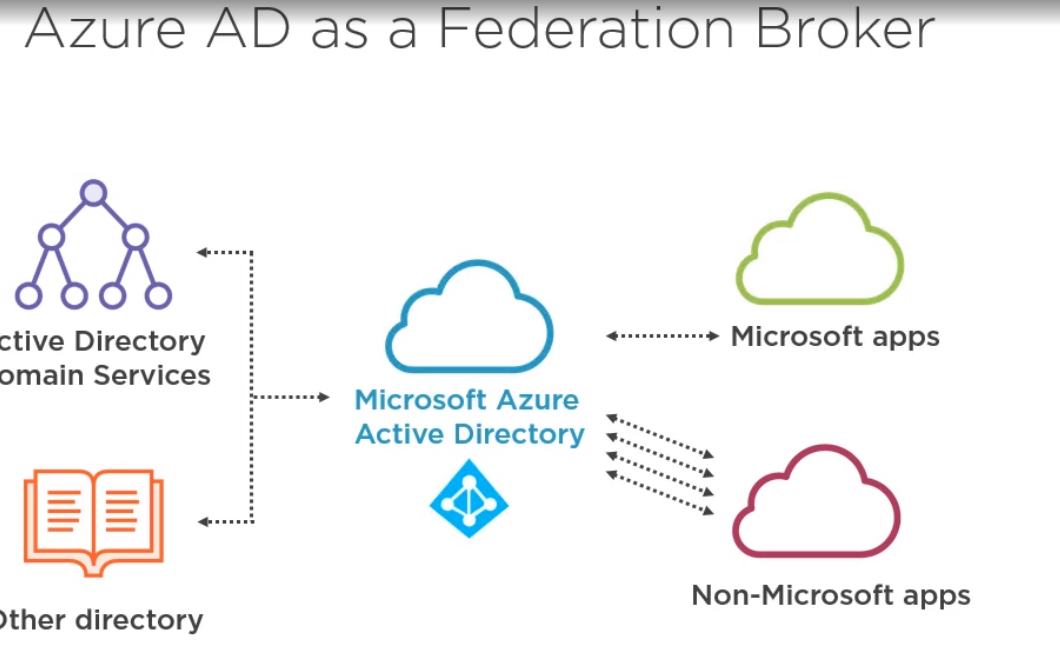 Azure AD as a Federation Broker
ctive Directory
omain Services
Microsoft Azure
Active Directory
Microsoft apps
Other directory
Non-Microsoft apps